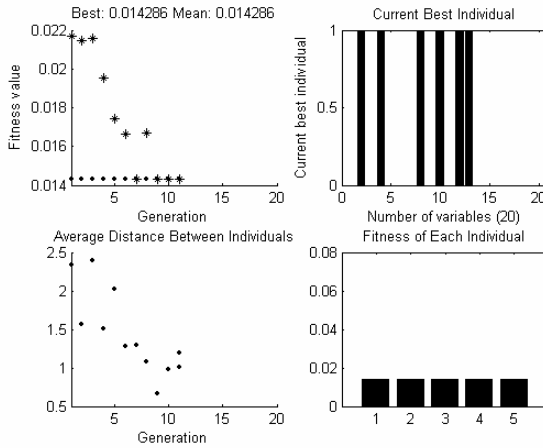 Best: 0.014286 Mean: 0.014286
Fitness value
0.022
0.02
0.018
0.016
0.014
5 10 15 20
Generation
Current Best Individual
Current best individual
1
0.5
0
0 5 10 15 20
Number of variables (20)
Average Distance Between Individuals
2.5
2
1.5
1
0.5
5 10 15 20
Generation
Fitness of Each Individual
0.08
0.06
0.04
0.02
0
1 2 3 4 5